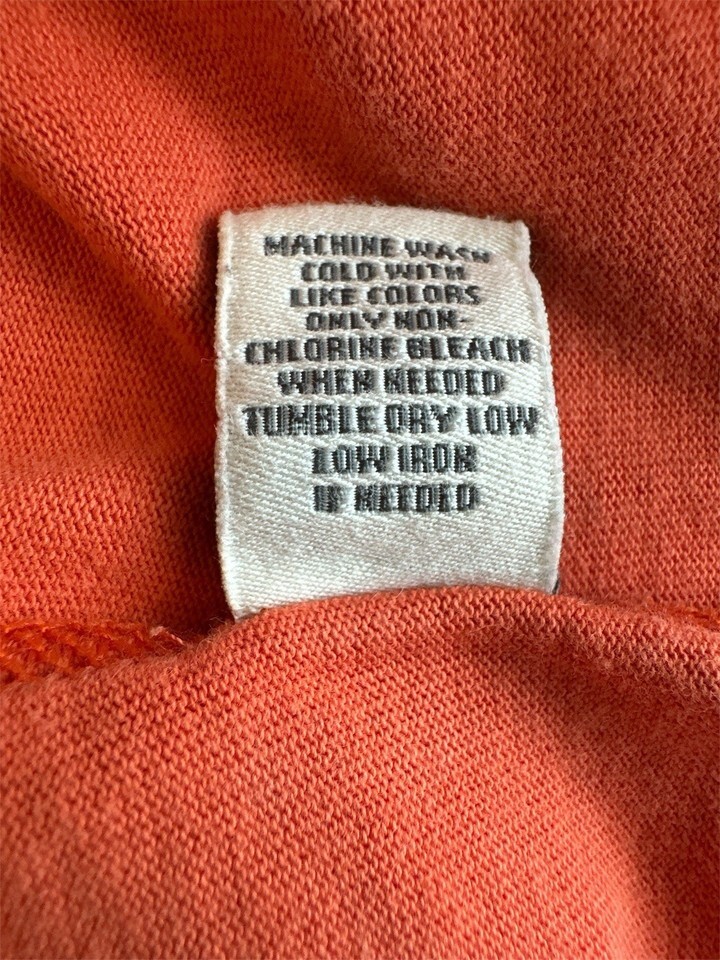 MACHINE WASH
COLD WITH
LIKE COLORS
ONLY NON-
CHLORINE BLEACH
WHEN NEEDED
TUMBLE DRY LOW
LOW IRON
IF NEEDED